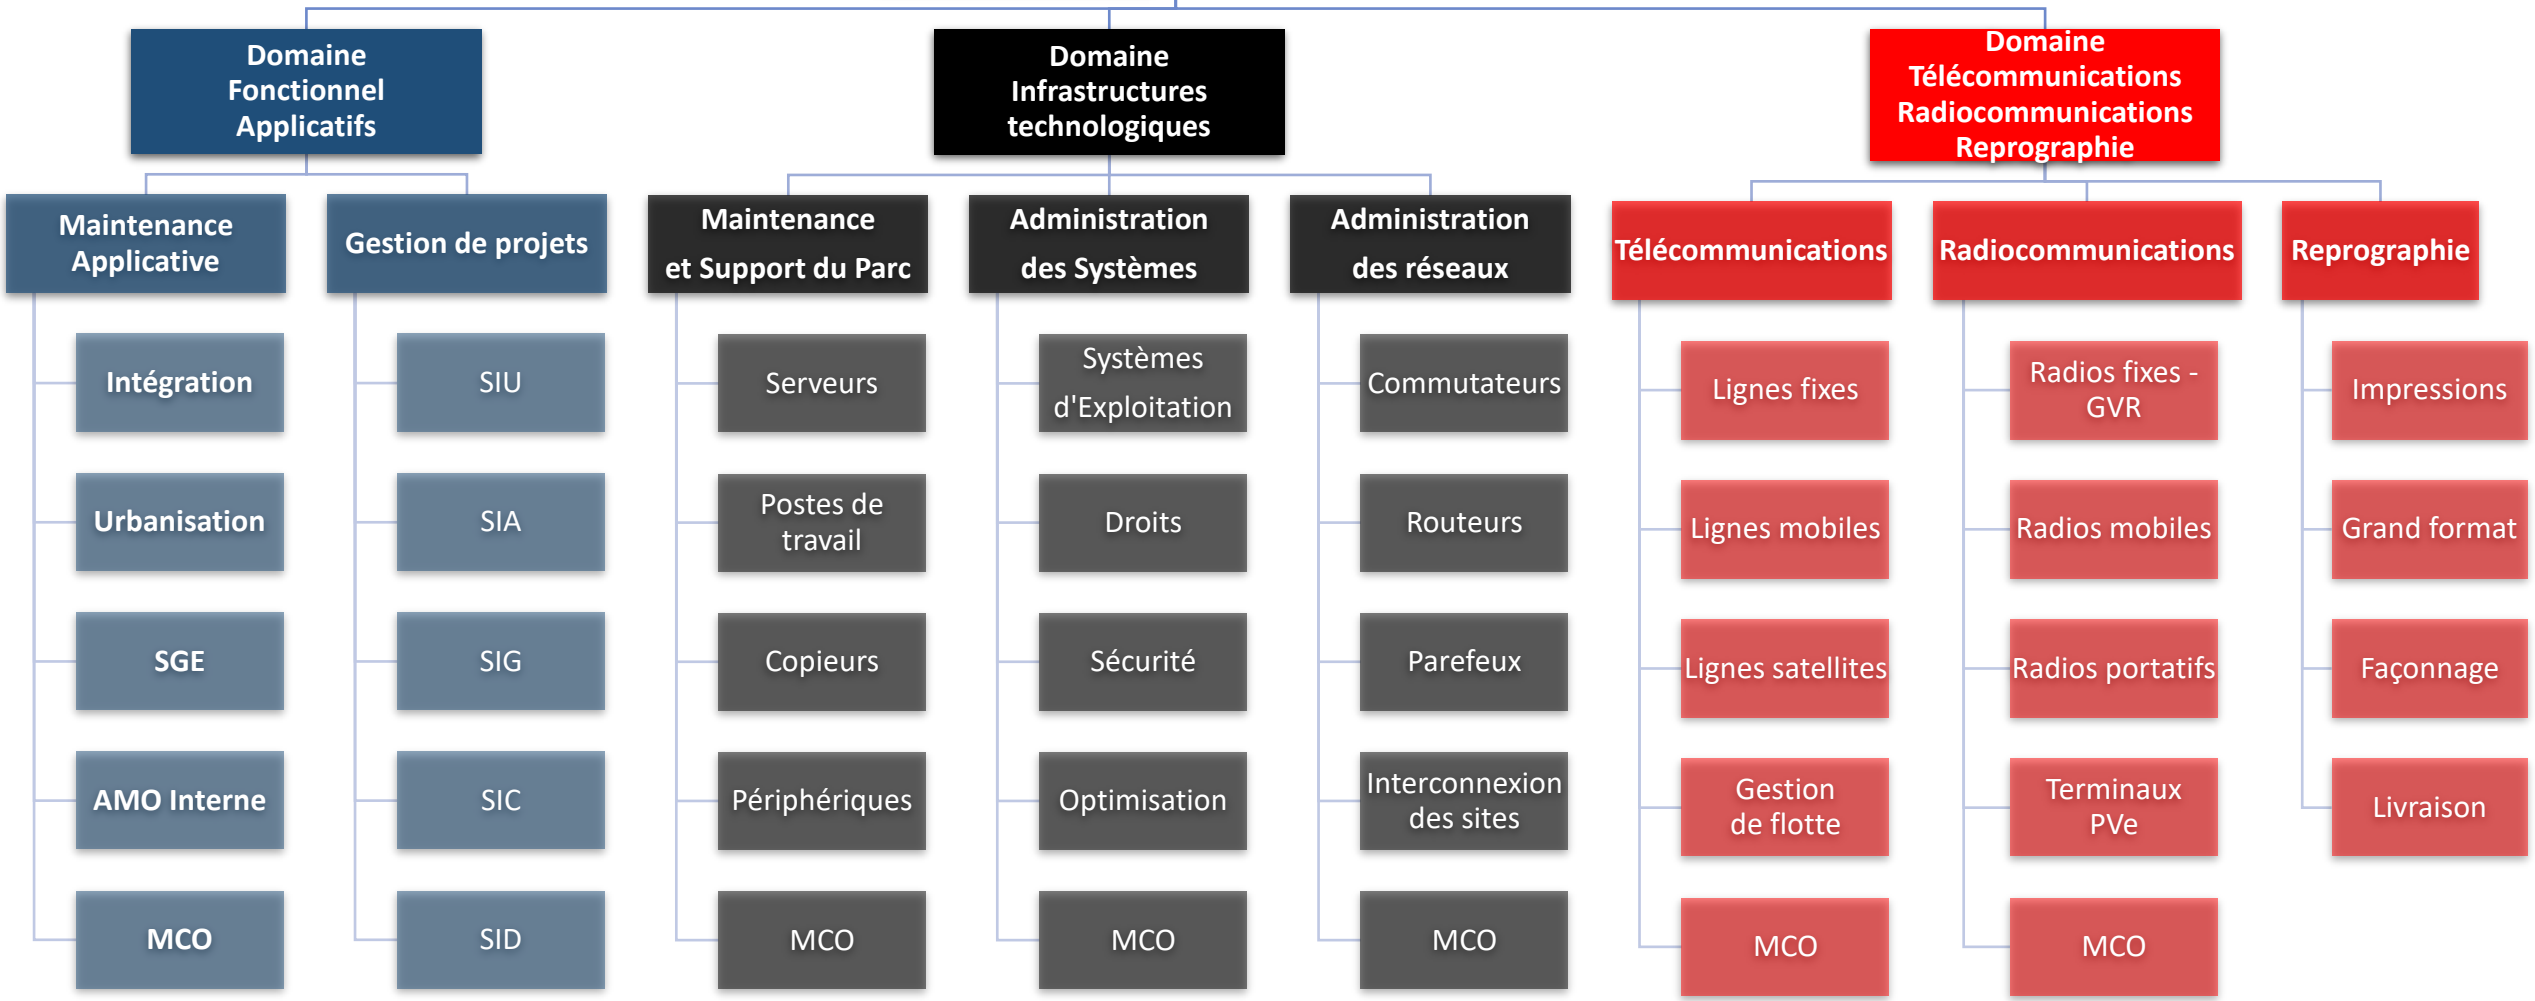 Domaine
Fonctionnel
Applicatifs
Domaine
Infrastructures
technologiques
Domaine
Télécommunications
Radiocommunications
Reprographie
Maintenance
Applicative
Gestion de projets
Maintenance
et Support du Parc
Administration
des Systèmes
Administration
des réseaux
Télécommunications
Radiocommunications
Reprographie
Intégration
Urbanisation
SGE
AMO Interne
MCO
SIU
SIA
SIG
SIC
SID
Serveurs
Postes de
travail
Copieurs
Périphériques
MCO
Systèmes
d'Exploitation
Droits
Sécurité
Optimisation
MCO
Commutateurs
Routeurs
Parefeux
Interconnexion
des sites
MCO
Lignes fixes
Lignes mobiles
Lignes satellites
Gestion
de flotte
MCO
Radios fixes -
GVR
Radios mobiles
Radios portatifs
Terminaux
PVe
MCO
Impressions
Grand format
Façonnage
Livraison